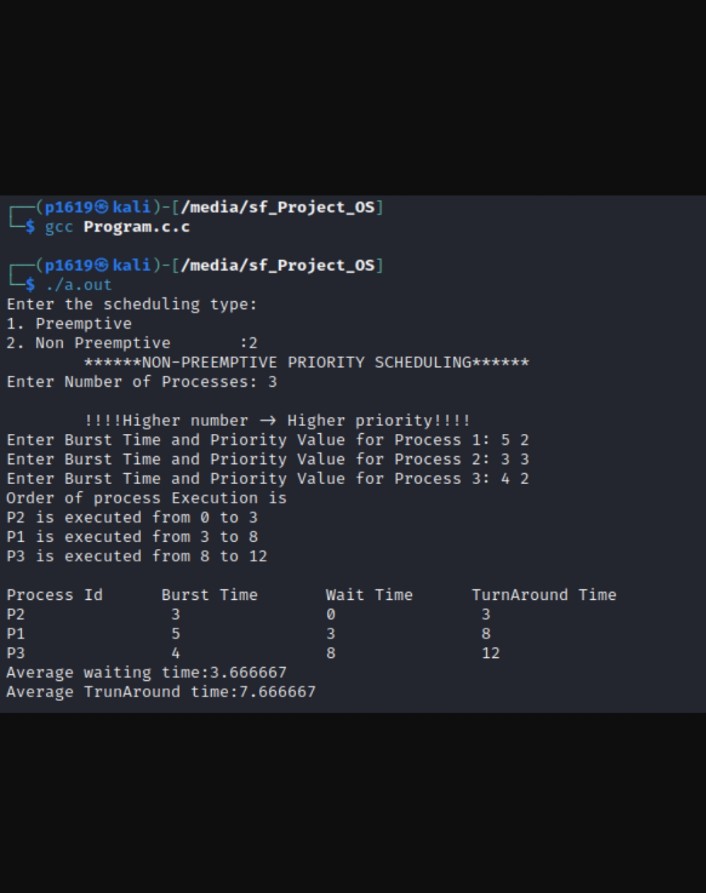 ┌──(p1619㉿kali)-[/media/sf_Project_OS]
└─$ gcc Program.c.c
┌──(p1619㉿kali)-[/media/sf_Project_OS]
└─$ ./a.out
Enter the scheduling type:
1. Preemptive
2. Non Preemptive       :2
        ******NON-PREEMPTIVE PRIORITY SCHEDULING******
Enter Number of Processes: 3
        !!!!Higher number → Higher priority!!!!
Enter Burst Time and Priority Value for Process 1: 5 2
Enter Burst Time and Priority Value for Process 2: 3 3
Enter Burst Time and Priority Value for Process 3: 4 2
Order of process Execution is
P2 is executed from 0 to 3
P1 is executed from 3 to 8
P3 is executed from 8 to 12
Process Id      Burst Time       Wait Time      TurnAround Time
P2               3               0               3
P1               5               3               8
P3               4               8               12
Average waiting time:3.666667
Average TrunAround time:7.666667